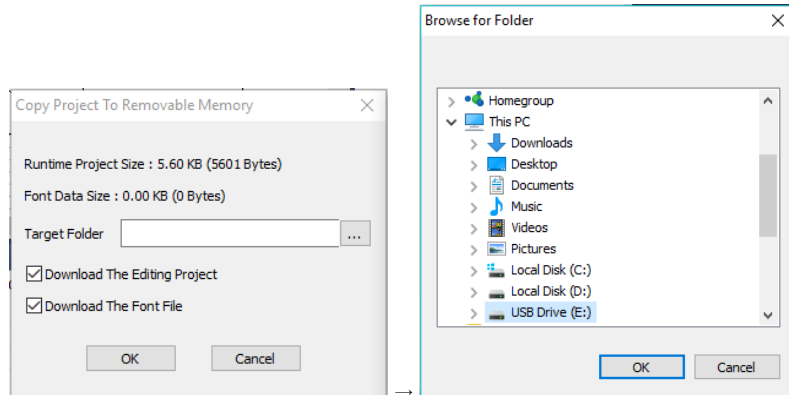 Copy Project To Removable Memory
Runtime Project Size : 5.60 KB (5601 Bytes)
Font Data Size : 0.00 KB (0 Bytes)
Target Folder
...
Download The Editing Project
Download The Font File
OK Cancel
→
Browse for Folder
Homegroup
This PC
Downloads
Desktop
Documents
Music
Videos
Pictures
Local Disk (C:)
Local Disk (D:)
USB Drive (E:)
OK Cancel